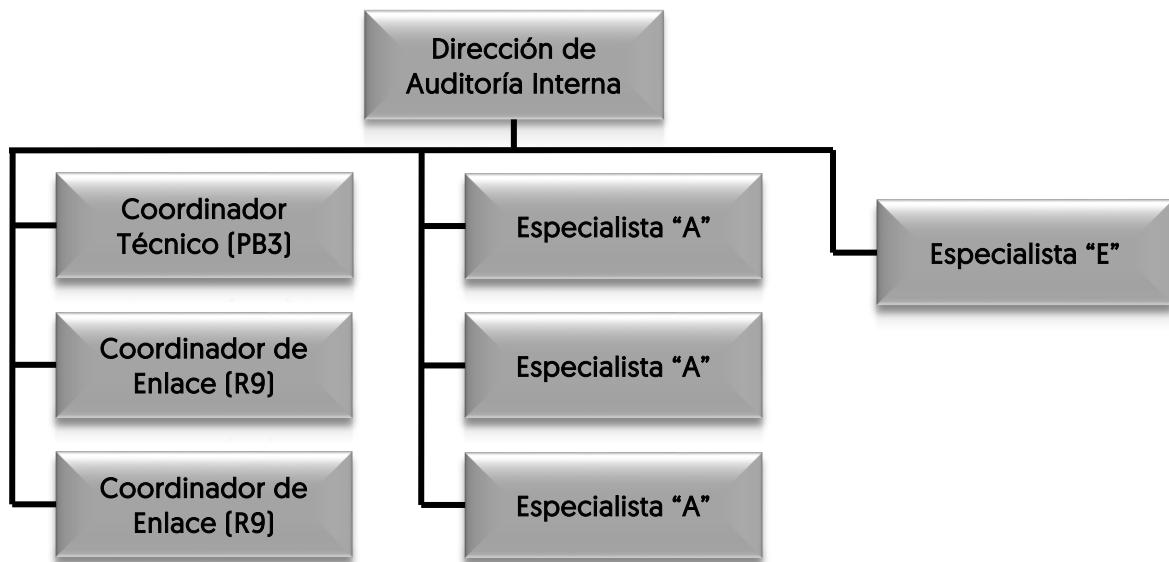 Dirección de
Auditoría Interna
Coordinador
Técnico (PB3)
Coordinador de
Enlace (R9)
Coordinador de
Enlace (R9)
Especialista “A”
Especialista “A”
Especialista “A”
Especialista “E”